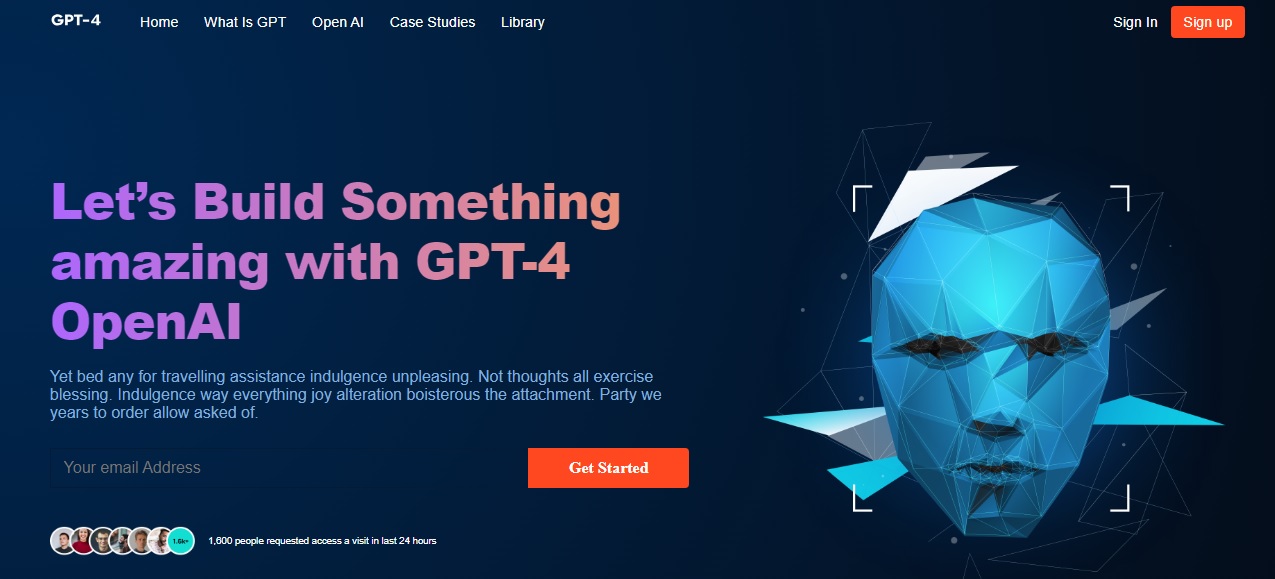 GPT-4
Home
What Is GPT
Open AI
Case Studies
Library
Sign In
Sign up
Let’s Build Something
amazing with GPT-4
OpenAI
Yet bed any for travelling assistance indulgence unpleasing. Not thoughts all exercise
blessing. Indulgence way everything joy alteration boisterous the attachment. Party we
years to order allow asked of.
Your email Address
Get Started
1.6k+
1,600 people requested access a visit in last 24 hours